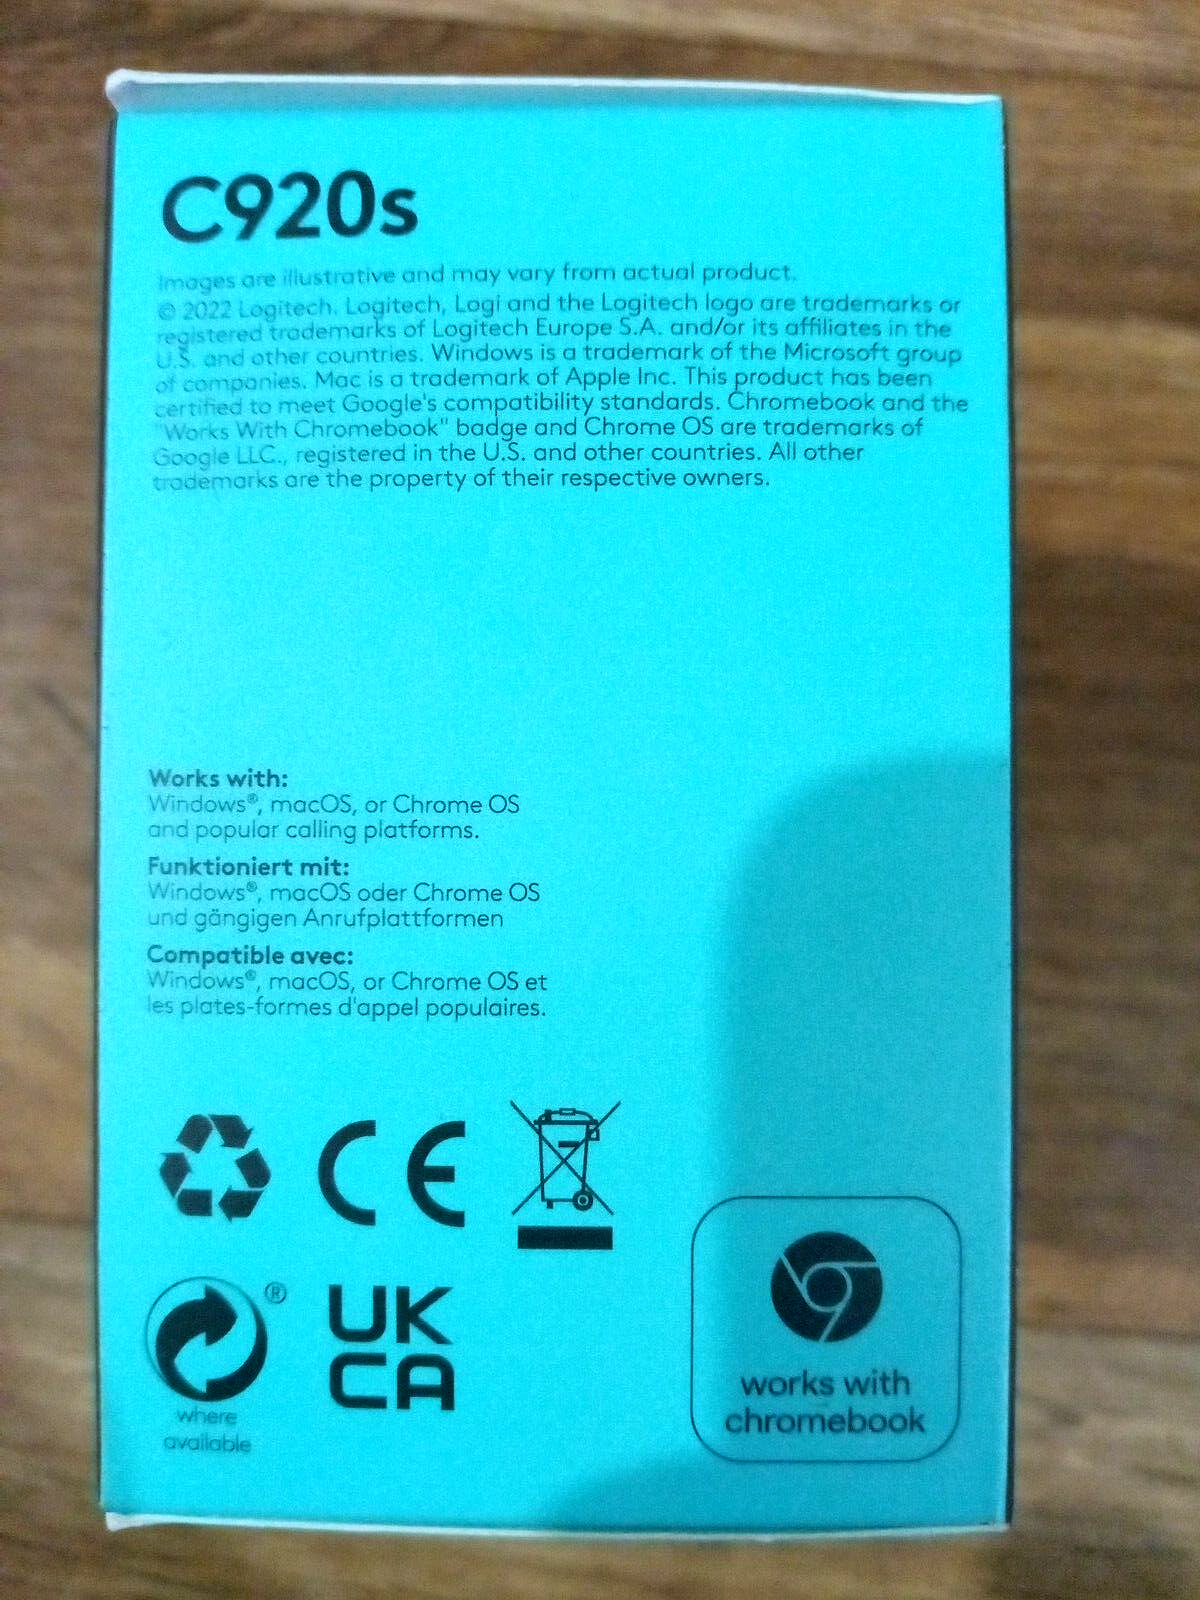 C920s
Images are illustrative and may vary from actual product.
© 2022 Logitech. Logitech, Logi and the Logitech logo are trademarks or
registered trademarks of Logitech Europe S.A. and/or its affiliates in the
U.S. and other countries. Windows is a trademark of the Microsoft group
of companies. Mac is a trademark of Apple Inc. This product has been
certified to meet Google's compatibility standards. Chromebook and the
"Works With Chromebook" badge and Chrome OS are trademarks of
Google LLC., registered in the U.S. and other countries. All other
trademarks are the property of their respective owners.
Works with:
Windows®, macOS, or Chrome OS
and popular calling platforms.
Funktioniert mit:
Windows®, macOS oder Chrome OS
und gängigen Anrufplattformen
Compatible avec:
Windows®, macOS, or Chrome OS et
les plates-formes d'appel populaires.
CE
®
where
available
UK
CA
works with
chromebook